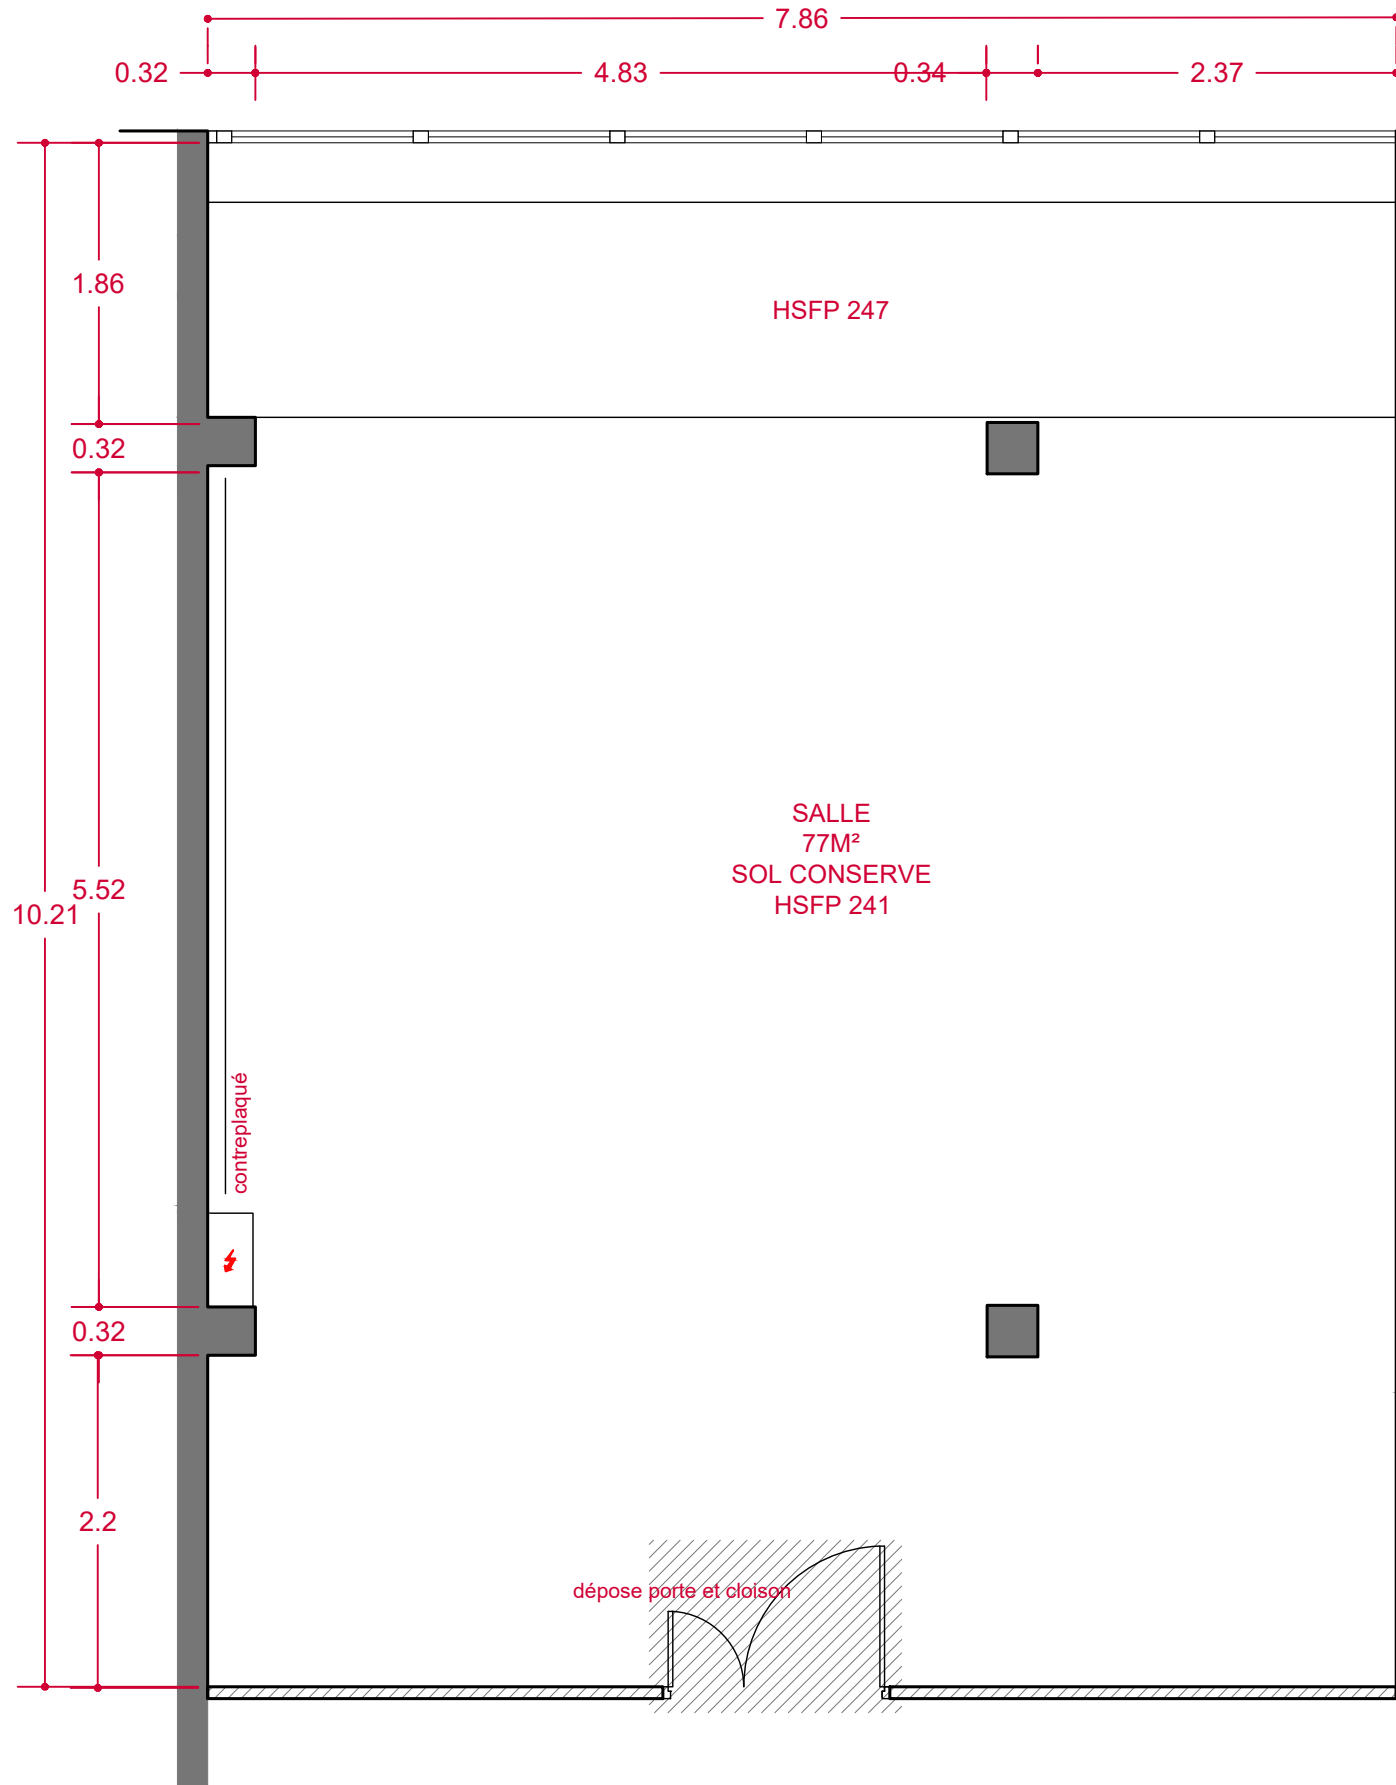 7.86
0.32
4.83
0.34
2.37
1.86
HSFP 247
0.32
SALLE
77M²
SOL CONSERVE
HSFP 241
5.52
10.21
contreplaqué
0.32
2.2
dépose porte et cloison